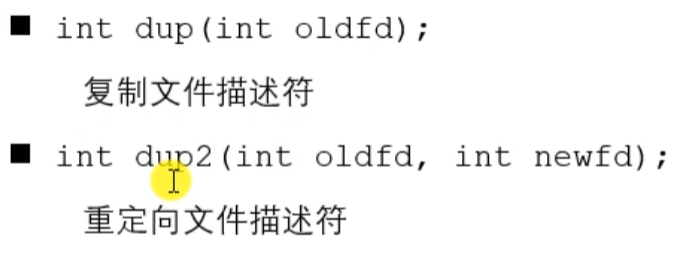 ■ int dup(int oldfd);
复制文件描述符
■ int dup2(int oldfd, int newfd);
重定向文件描述符